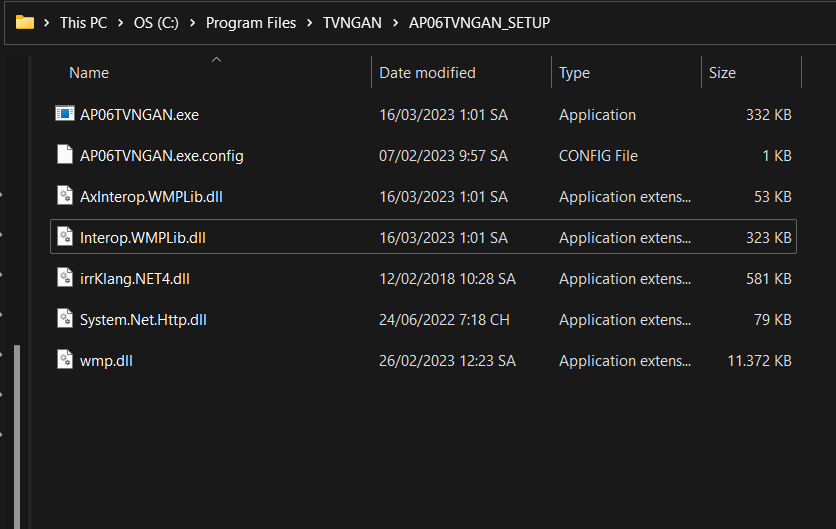 This PC > OS (C:) > Program Files > TVNGAN > AP06TVNGAN_SETUP
Name Date modified Type Size
AP06TVNGAN.exe 16/03/2023 1:01 SA Application 332 KB
AP06TVNGAN.exe.config 07/02/2023 9:57 SA CONFIG File 1 KB
AxInterop.WMPLib.dll 16/03/2023 1:01 SA Application extens... 53 KB
Interop.WMPLib.dll 16/03/2023 1:01 SA Application extens... 323 KB
irrKlang.NET4.dll 12/02/2018 10:28 SA Application extens... 581 KB
System.Net.Http.dll 24/06/2022 7:18 CH Application extens... 79 KB
wmp.dll 26/02/2023 12:23 SA Application extens... 11.372 KB